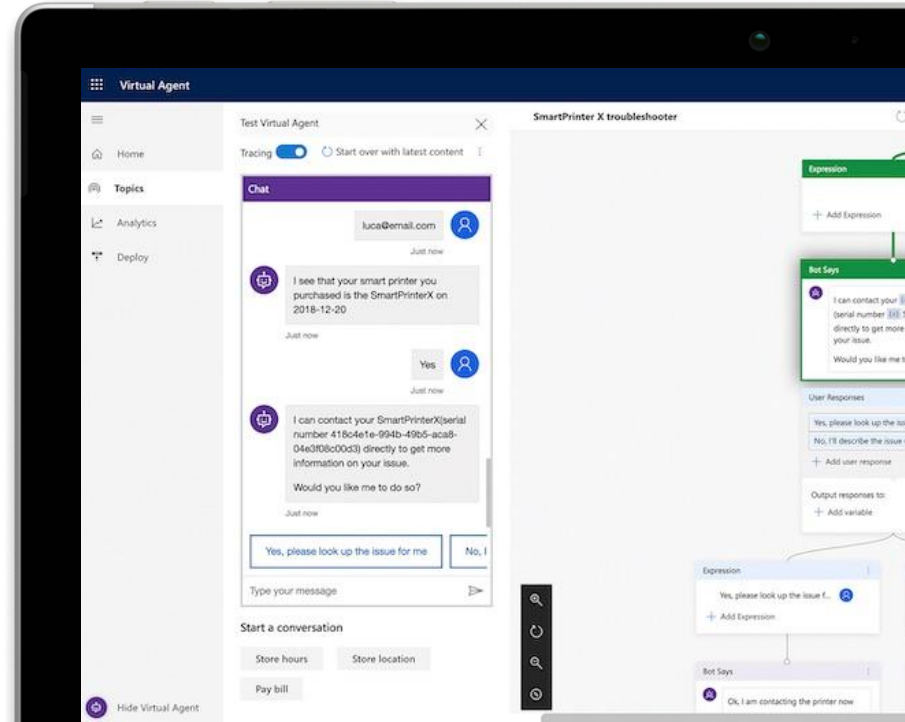 Virtual Agent
Home
Topics
Analytics
Deploy
Hide Virtual Agent
Test Virtual Agent
Tracing
Start over with latest content
Chat
luca@email.com
Just now
I see that your smart printer you
purchased is the SmartPrinterX on
2018-12-20
Just now
Yes
Just now
I can contact your SmartPrinterX(serial
number 418c4e1e-994b-49b5-aca8-
04e3f08c00d3) directly to get more
information on your issue.
Would you like me to do so?
Just now
Yes, please look up the issue for me
No, I
Type your message
Start a conversation
Store hours
Store location
Pay bill
SmartPrinter X troubleshooter
Expression
+ Add Expression
Bot Says
I can contact your
(serial number
directly to get more
your issue.
Would you like me
User Responses
Yes, please look up the
No, I'll describe the issue
+ Add user response
Output responses to:
+ Add variable
Expression
Yes, please look up the issue f...
+ Add Expression
Bot Says
Ok, I am contacting the printer now